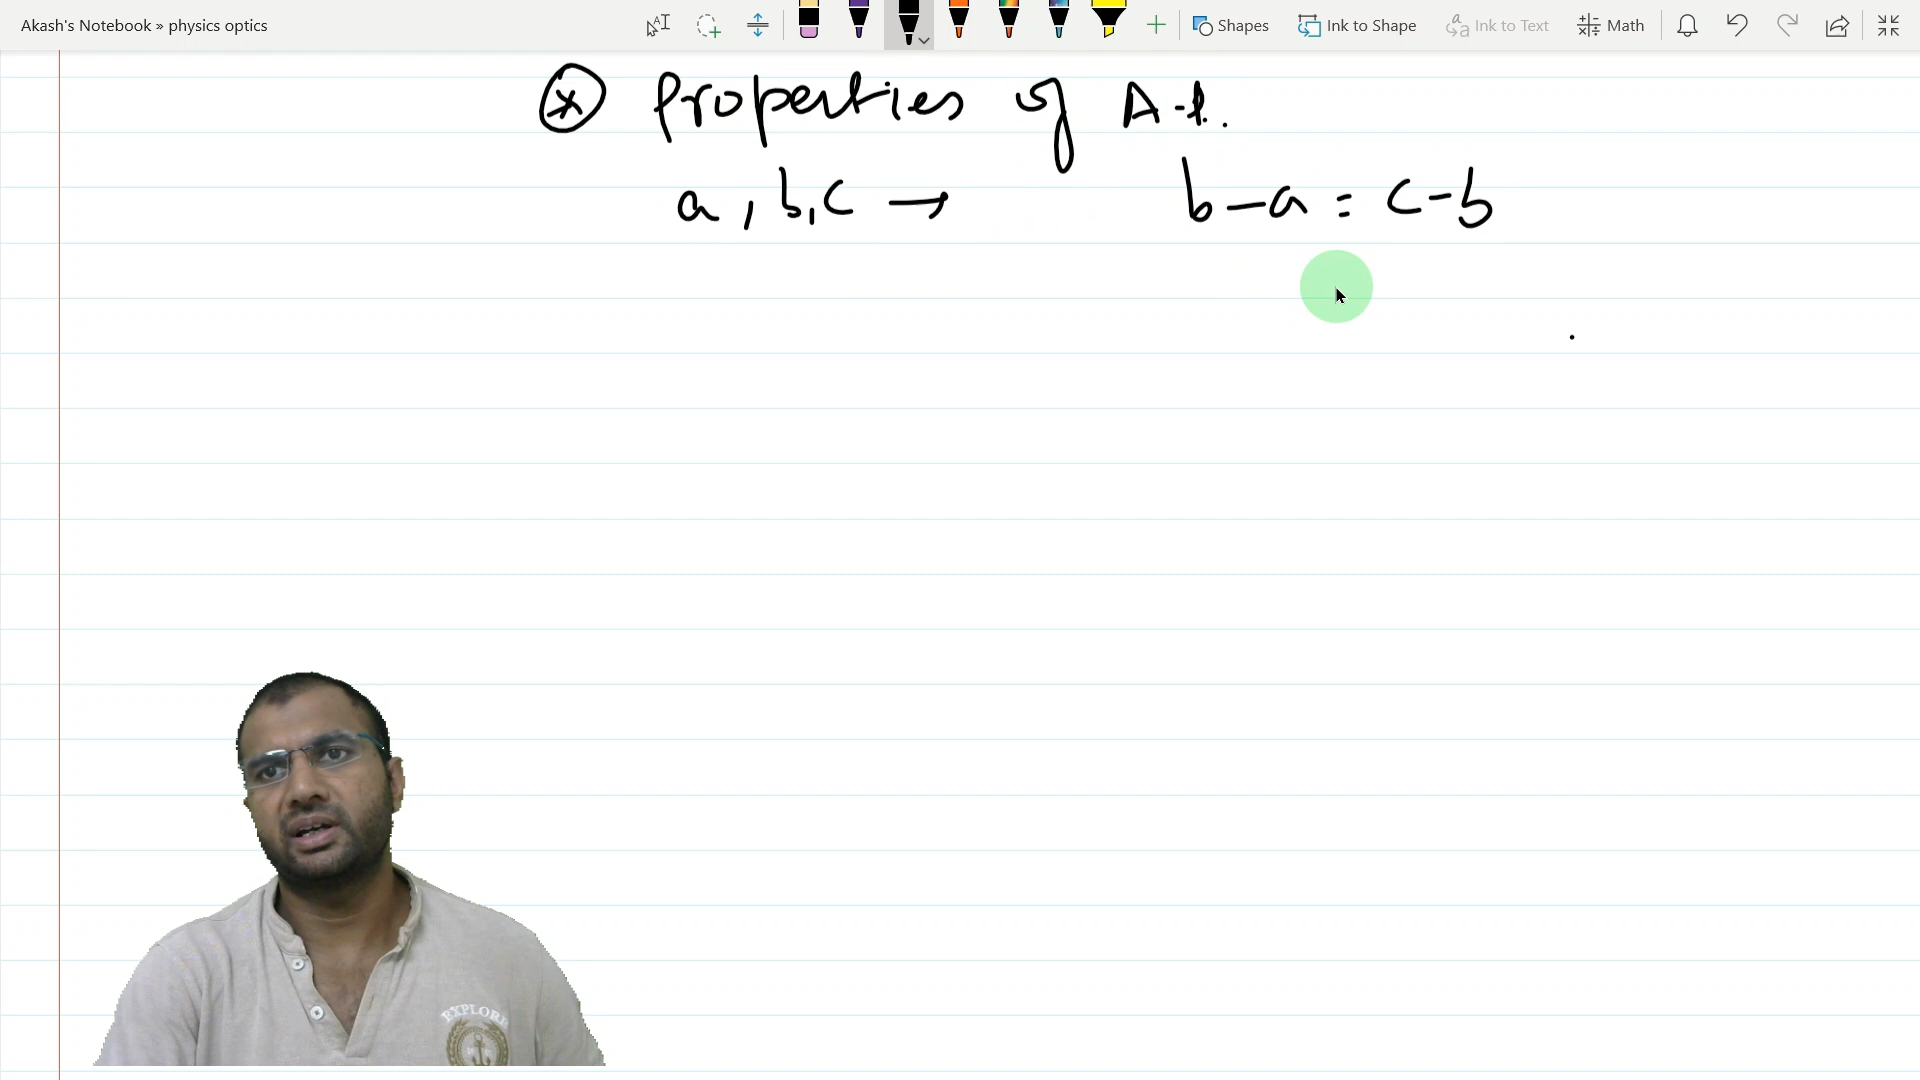 Akash's Notebook » physics optics
Shapes
Ink to Shape
Ink to Text
Math
Properties of A.P.
a, b, c → b-a = c-b
EXPLORE